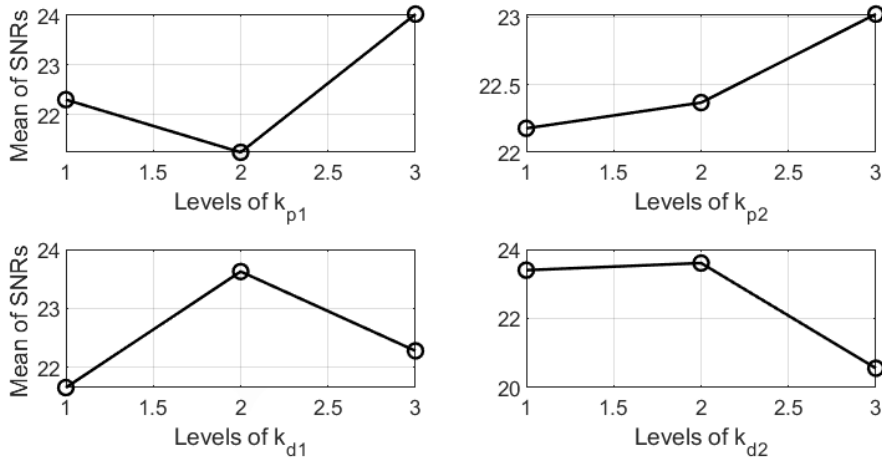 Mean of SNRs
24
23
22
1 1.5 2 2.5 3
Levels of k_p1
23
22.5
22
1 1.5 2 2.5 3
Levels of k_p2
Mean of SNRs
24
23
22
1 1.5 2 2.5 3
Levels of k_d1
24
22
20
1 1.5 2 2.5 3
Levels of k_d2